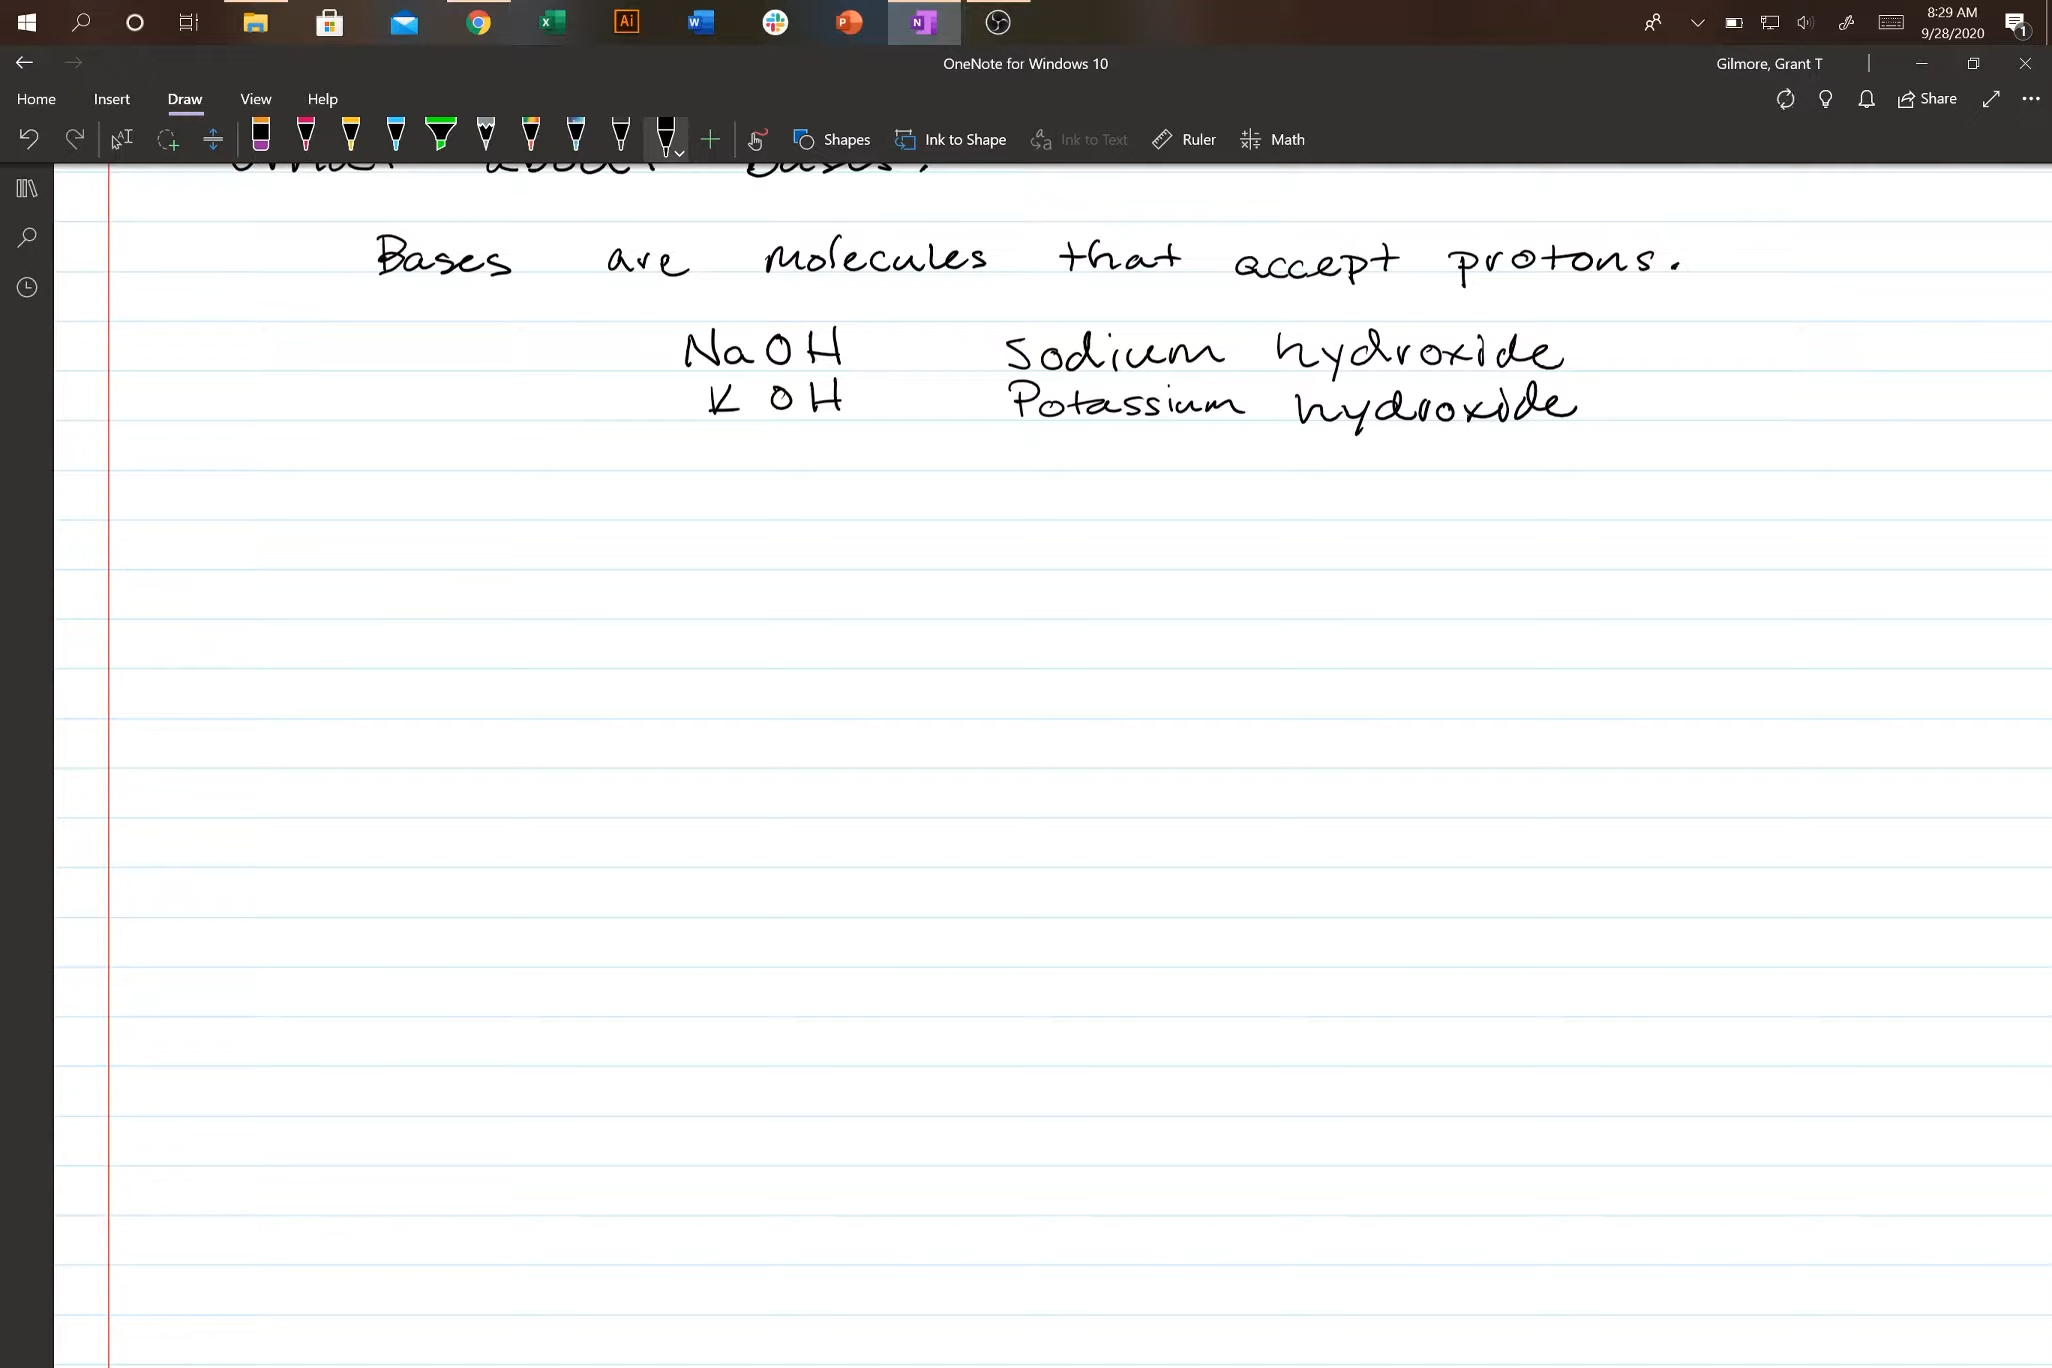 8:29 AM
9/28/2020
OneNote for Windows 10
Gilmore, Grant T
Home Insert Draw View Help
Share
Shapes Ink to Shape Ink to Text Ruler Math
about Bases.
Bases are molecules that accept protons.
NaOH Sodium hydroxide
KOH Potassium hydroxide